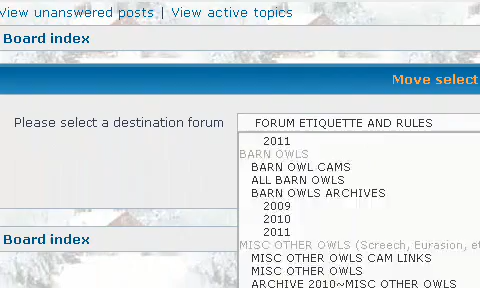 View unanswered posts | View active topics
Board index
Move select
Please select a destination forum
FORUM ETIQUETTE AND RULES
2011
BARN OWLS
BARN OWL CAMS
ALL BARN OWLS
BARN OWLS ARCHIVES
2009
2010
2011
MISC OTHER OWLS (Screech, Eurasion, et
MISC OTHER OWLS CAM LINKS
MISC OTHER OWLS
ARCHIVE 2010~MISC OTHER OWLS
Board index